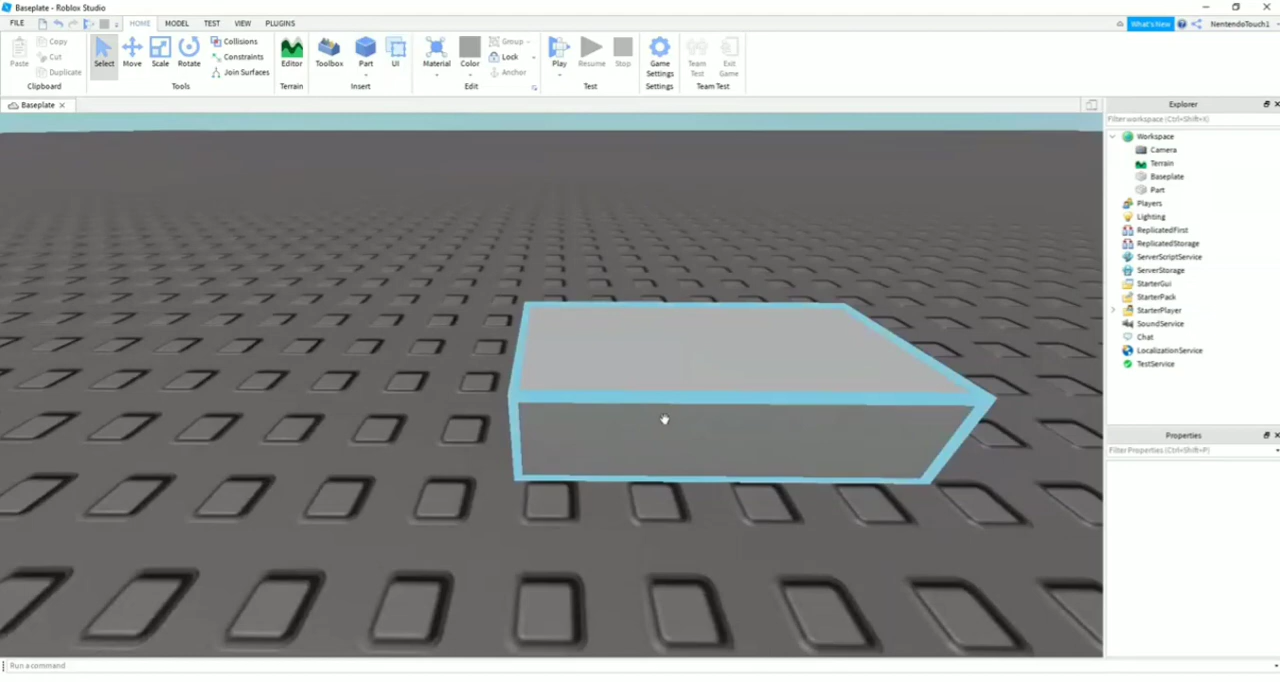 Baseplate - Roblox Studio
FILE HOME MODEL TEST VIEW PLUGINS What's New NentendoTouch1
Paste Copy Cut Duplicate Clipboard
Select Move Scale Rotate Collisions Constraints Join Surfaces Tools
Editor Terrain
Toolbox Part UI Insert
Material Color Group Lock Anchor Edit
Play Resume Stop Test
Game Settings Settings
Team Test Exit Game Team Test
Baseplate
Explorer
Filter workspace (Ctrl+Shift+X)
Workspace
Camera
Terrain
Baseplate
Part
Players
Lighting
ReplicatedFirst
ReplicatedStorage
ServerScriptService
ServerStorage
StarterGui
StarterPack
StarterPlayer
SoundService
Chat
LocalizationService
TestService
Properties
Filter Properties (Ctrl+Shift+P)
Run a command